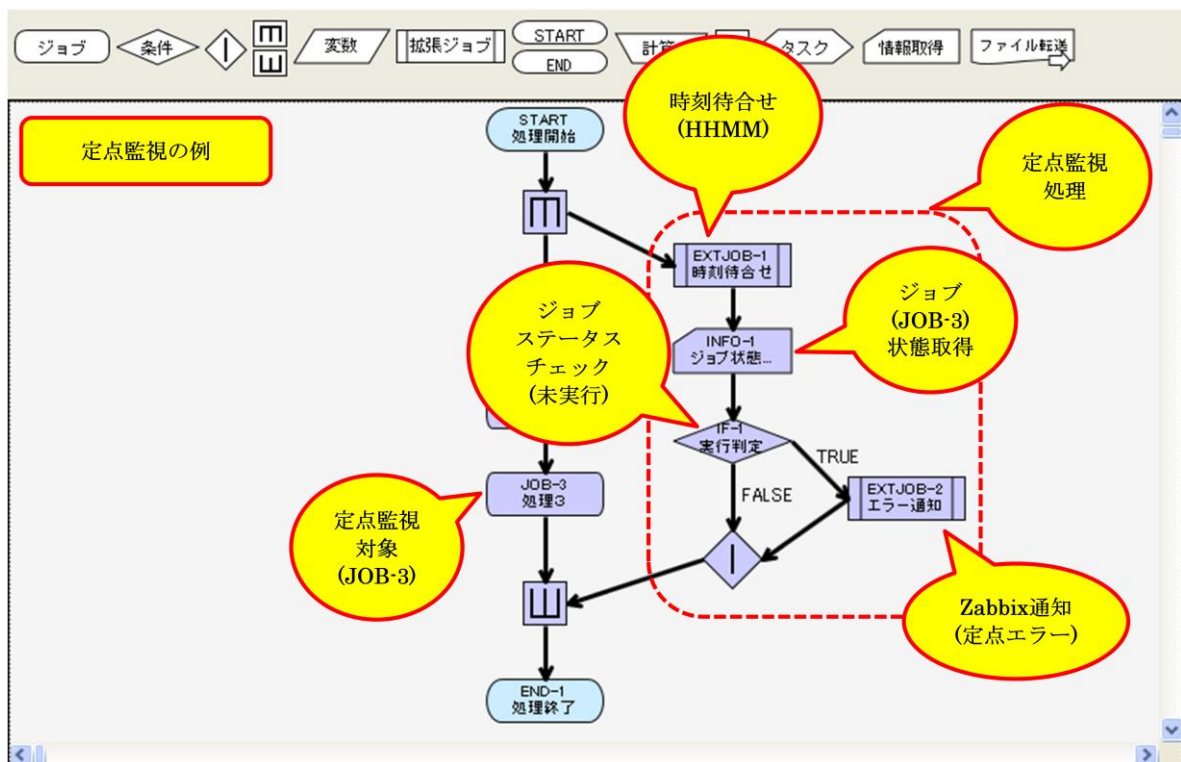 ジョブ
条件
変数
拡張ジョブ
START
END
計算
タスク
情報取得
ファイル転送
定点監視の例
START
処理開始
時刻待合せ
(HHMM)
定点監視
処理
EXTJOB-1
時刻待合せ
ジョブ
ステータス
チェック
(未実行)
INFO-1
ジョブ状態...
ジョブ
(JOB-3)
状態取得
IF-1
実行判定
TRUE
FALSE
EXTJOB-2
エラー通知
JOB-3
処理3
定点監視
対象
(JOB-3)
Zabbix通知
(定点エラー)
END-1
処理終了